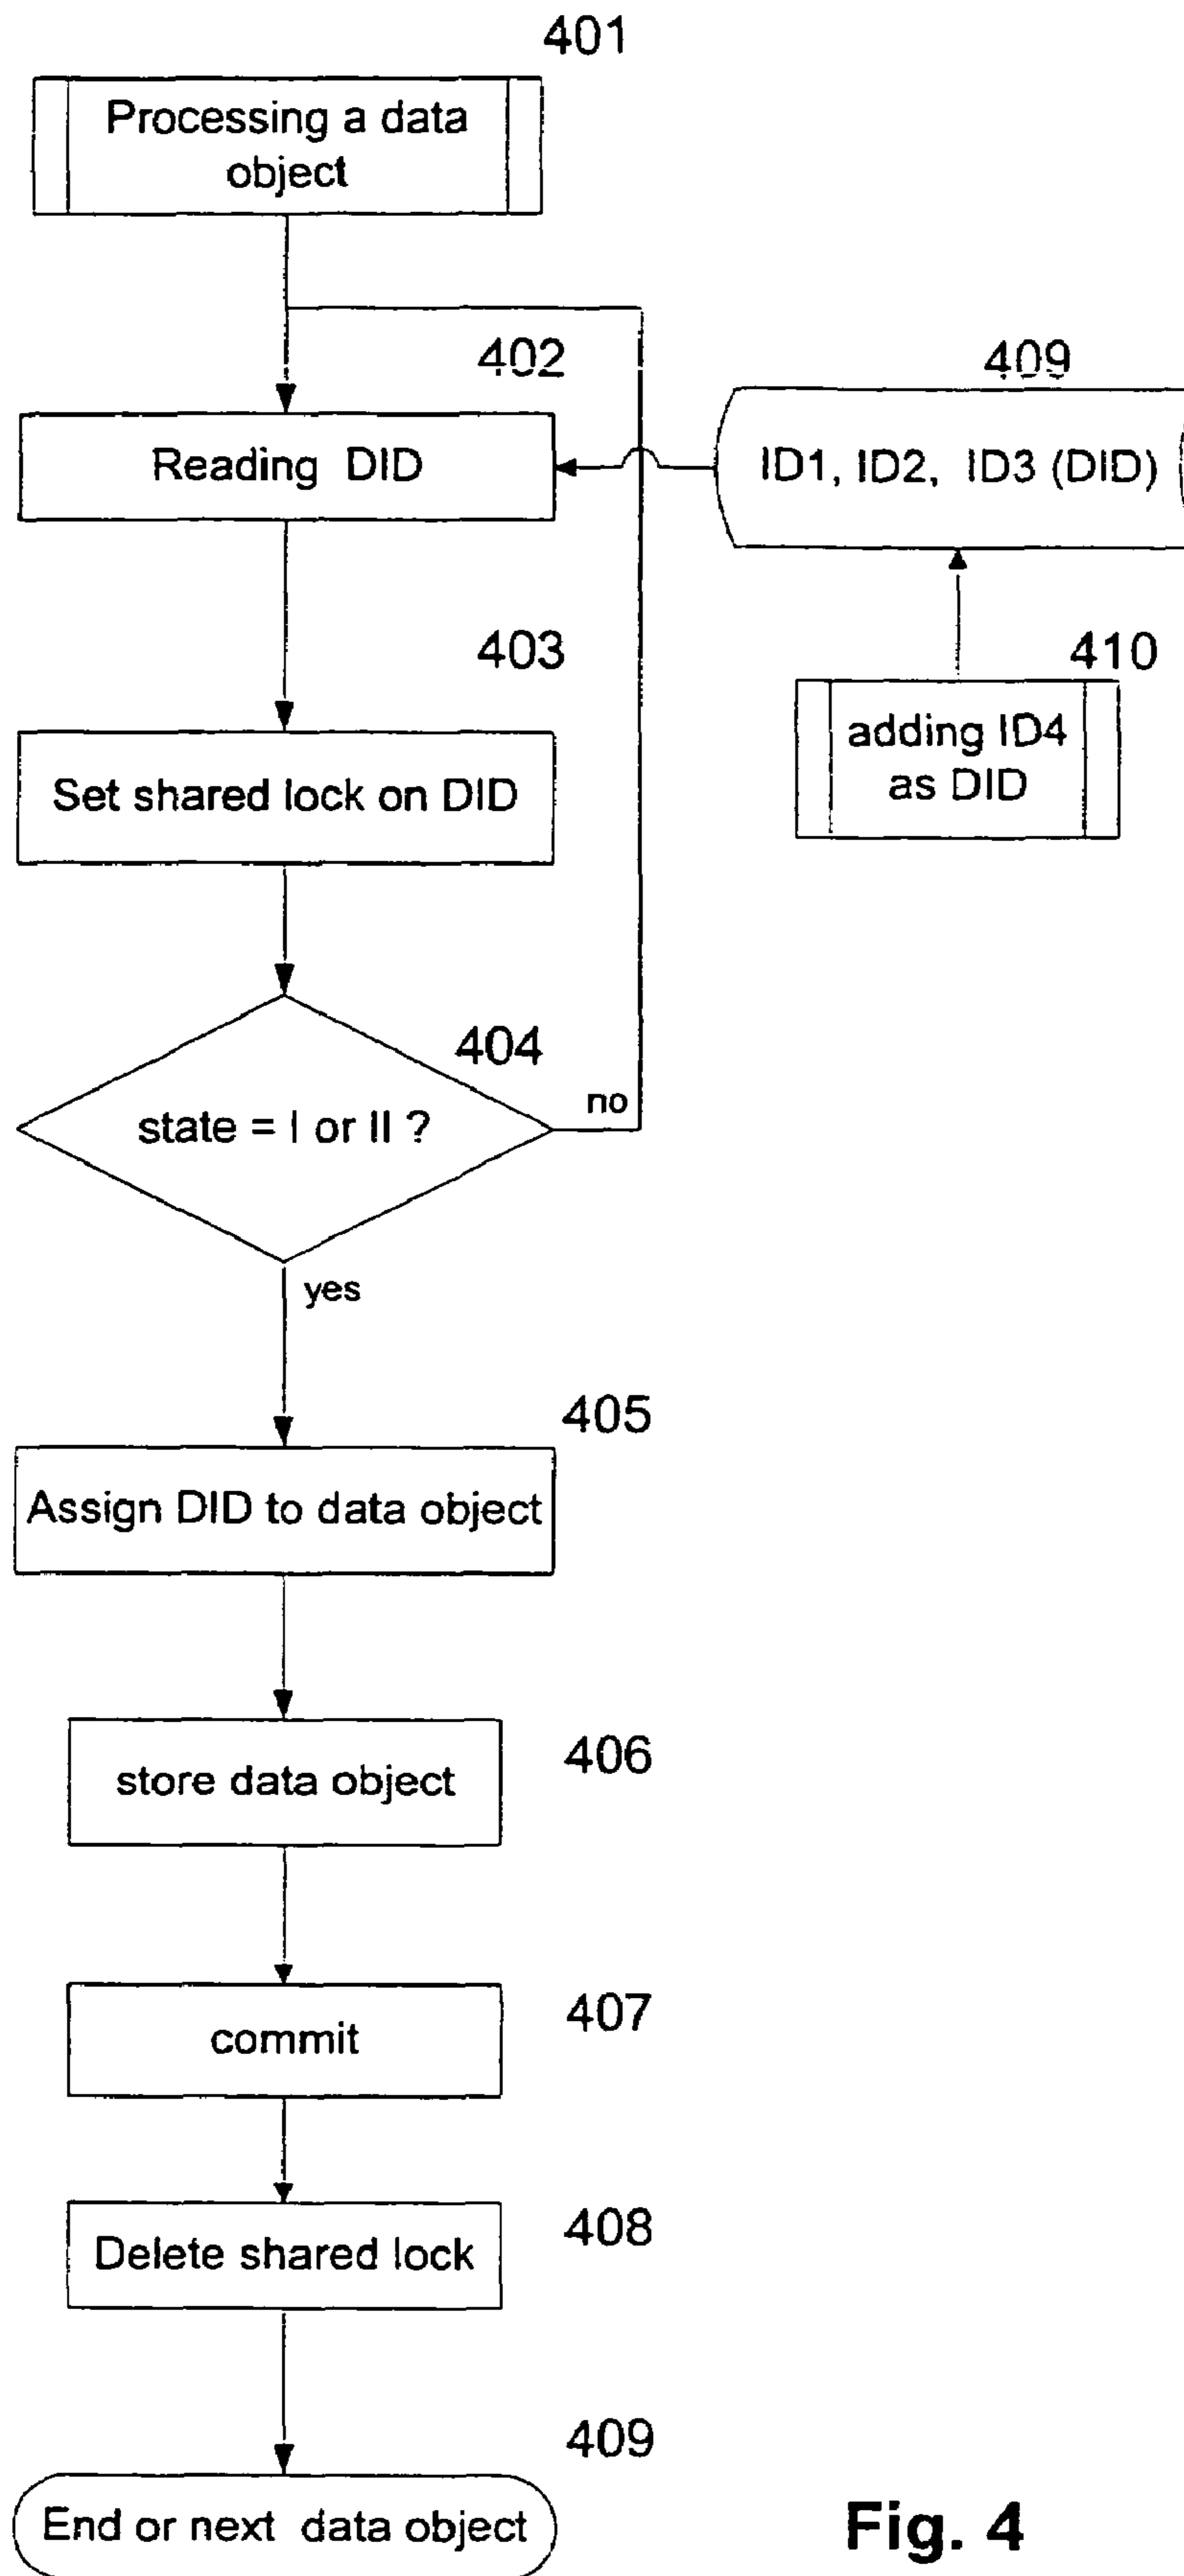 401
Processing a data
object
402
409
Reading DID
ID1, ID2, ID3 (DID)
403
410
adding ID4
as DID
Set shared lock on DID
404
state = I or II ?
no
yes
405
Assign DID to data object
406
store data object
407
commit
408
Delete shared lock
409
End or next data object
Fig. 4